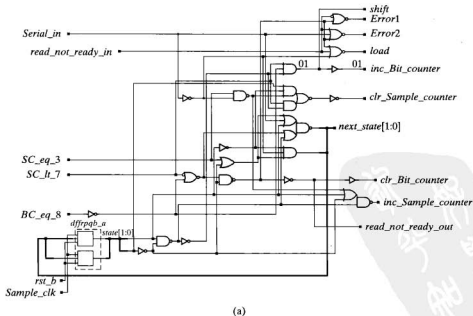 shift
Error1
Serial_in
Error2
read_not_ready_in
load
01
01
inc_Bit_counter
clr_Sample_counter
next_state[1:0]
SC_eq_3
SC_lt_7
clr_Bit_counter
inc_Sample_counter
BC_eq_8
dffrpqb_a
state[1:0]
read_not_ready_out
rst_b
Sample_clk
(a)